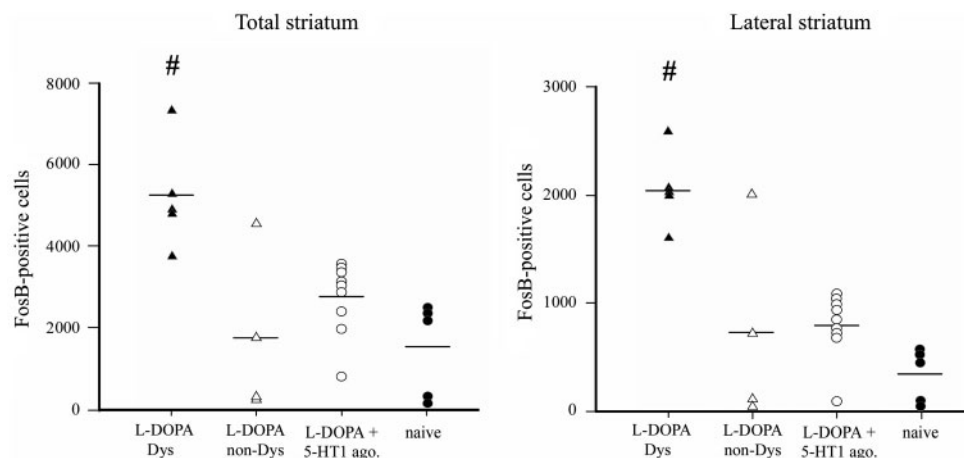 Total striatum
#
8000
6000
4000
2000
0
FosB-positive cells
L-DOPA
Dys
L-DOPA
non-Dys
L-DOPA +
5-HT1 ago.
naive
Lateral striatum
#
3000
2000
1000
0
FosB-positive cells
L-DOPA
Dys
L-DOPA
non-Dys
L-DOPA +
5-HT1 ago.
naive